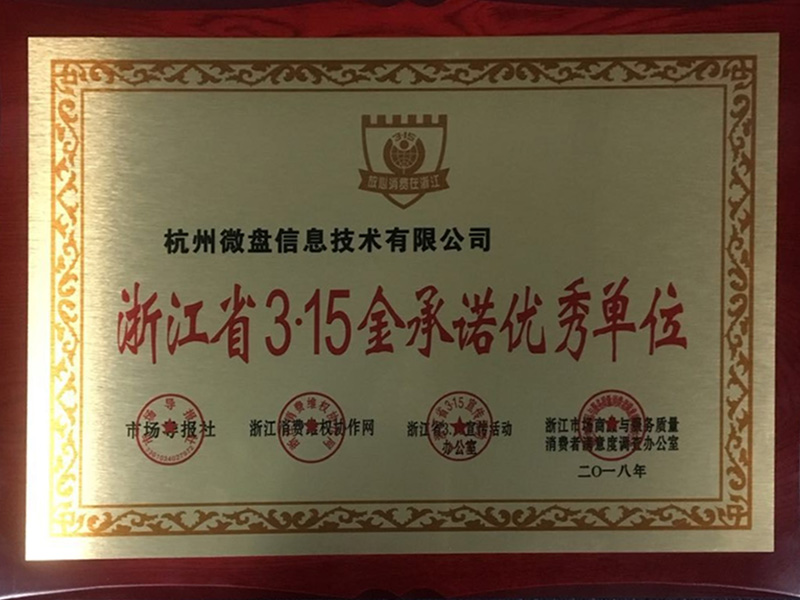 3·15
放心消费在浙江
杭州微盘信息技术有限公司
浙江省3·15金承诺优秀单位
市场导报社
浙江消费维权协作网
浙江省3.15宣传活动
办公室
浙江市场商品与服务质量
消费者满意度调查办公室
二〇一八年